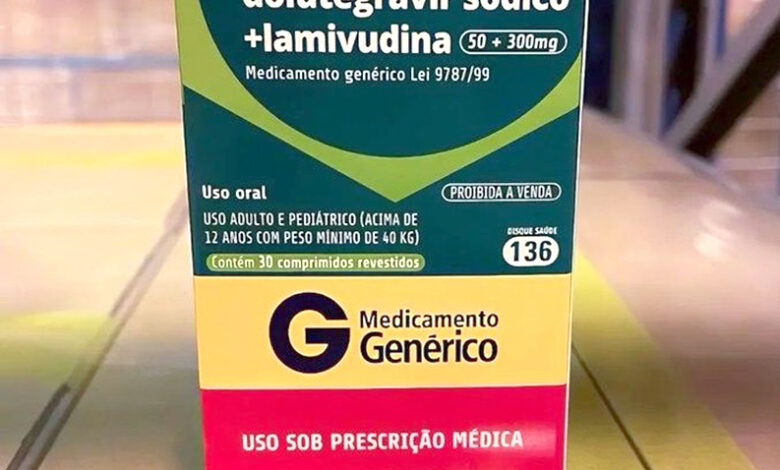 dolutegravir sódico
+lamivudina 50 + 300mg
Medicamento genérico Lei 9787/99
Uso oral
PROIBIDA A VENDA
USO ADULTO E PEDIÁTRICO (ACIMA DE
12 ANOS COM PESO MÍNIMO DE 40 KG)
Contém 30 comprimidos revestidos
DISQUE SAÚDE
136
G Medicamento
Genérico
USO SOB PRESCRIÇÃO MÉDICA